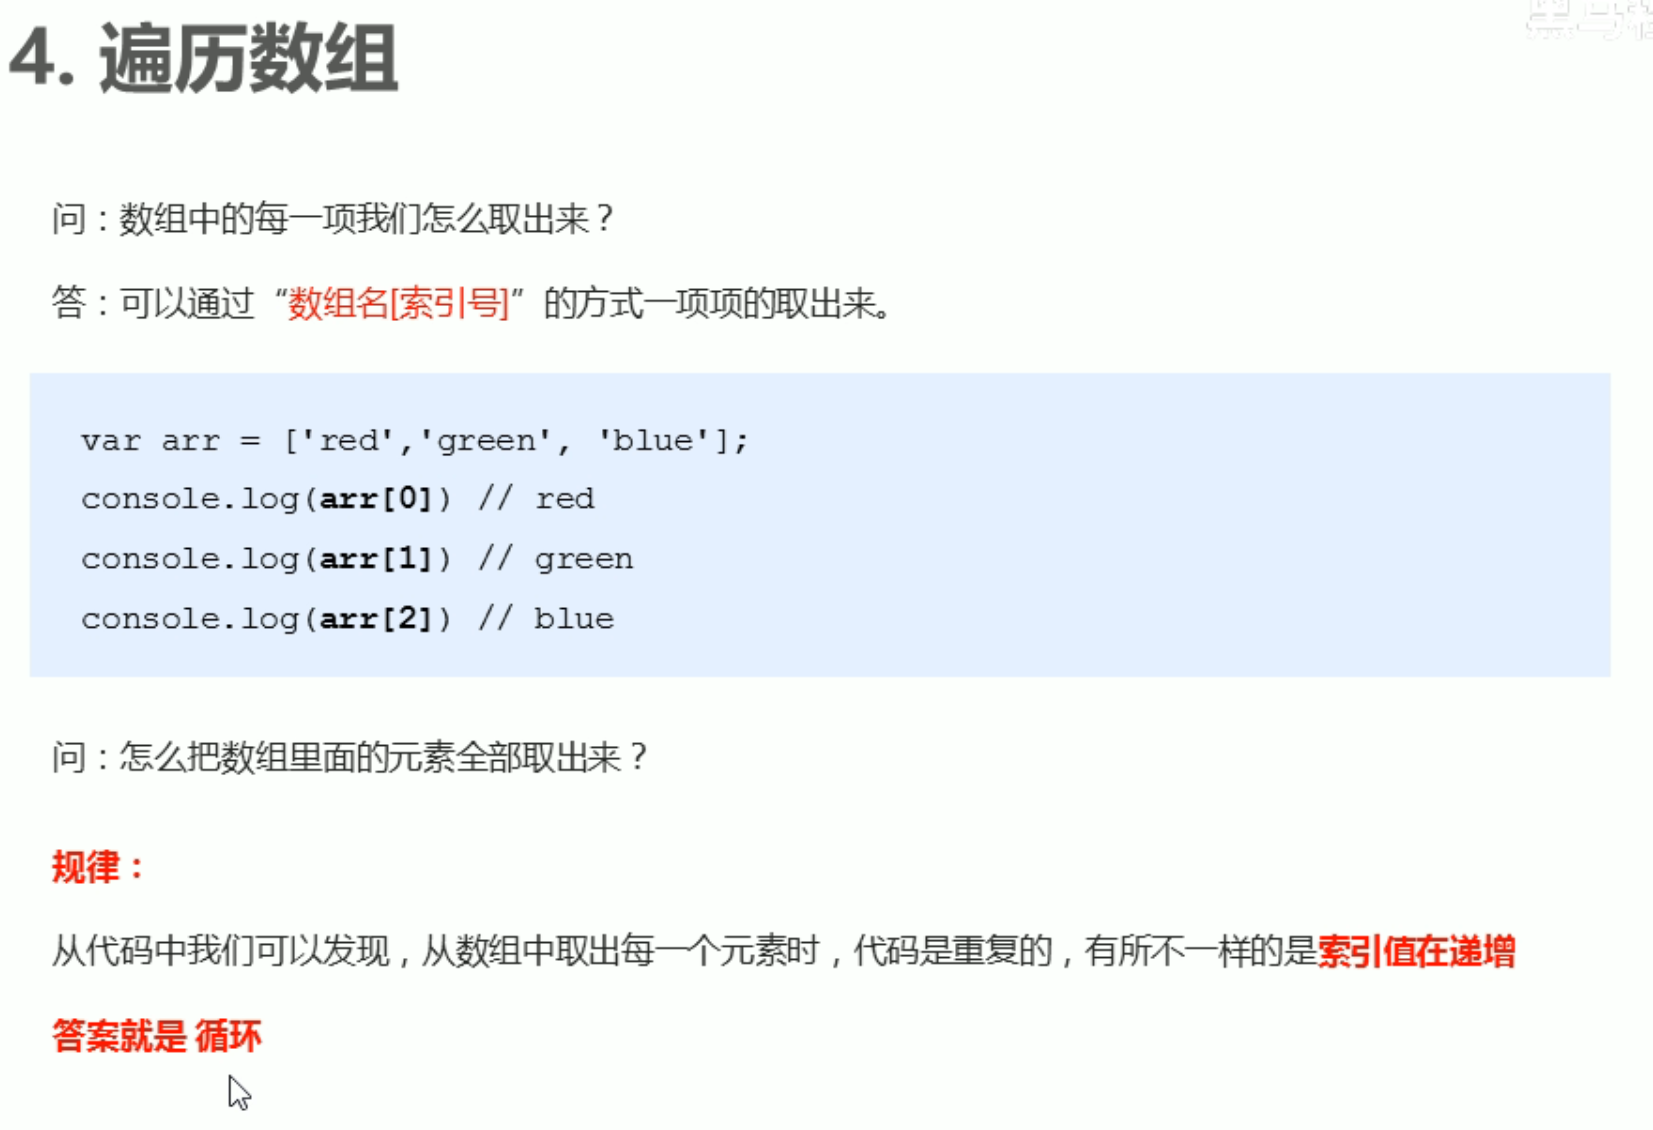 黑马程
4. 遍历数组
问：数组中的每一项我们怎么取出来？
答：可以通过“数组名[索引号]”的方式一项项的取出来。
var arr = ['red','green', 'blue'];
console.log(arr[0]) // red
console.log(arr[1]) // green
console.log(arr[2]) // blue
问：怎么把数组里面的元素全部取出来？
规律：
从代码中我们可以发现，从数组中取出每一个元素时，代码是重复的，有所不一样的是索引值在递增
答案就是 循环